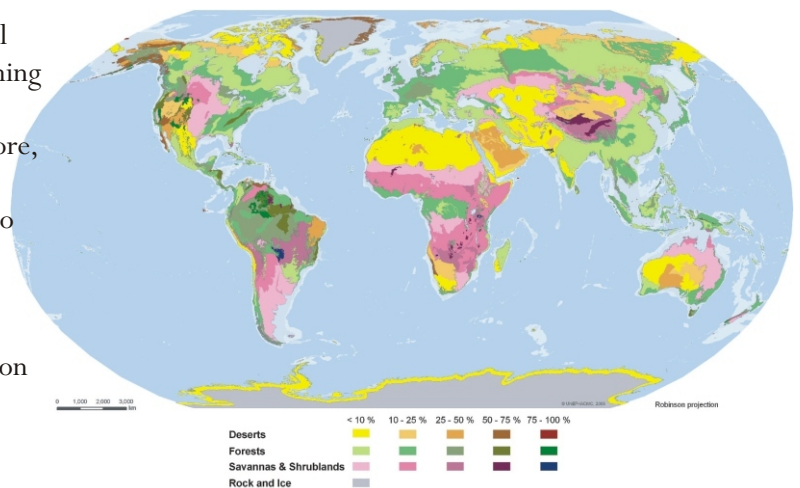 l
ning
ore,
o
on
0 1,000 2,000 3,000
km
Robinson projection
< 10 % 10 - 25 % 25 - 50 % 50 - 75 % 75 - 100 %
Deserts
Forests
Savannas & Shrublands
Rock and Ice